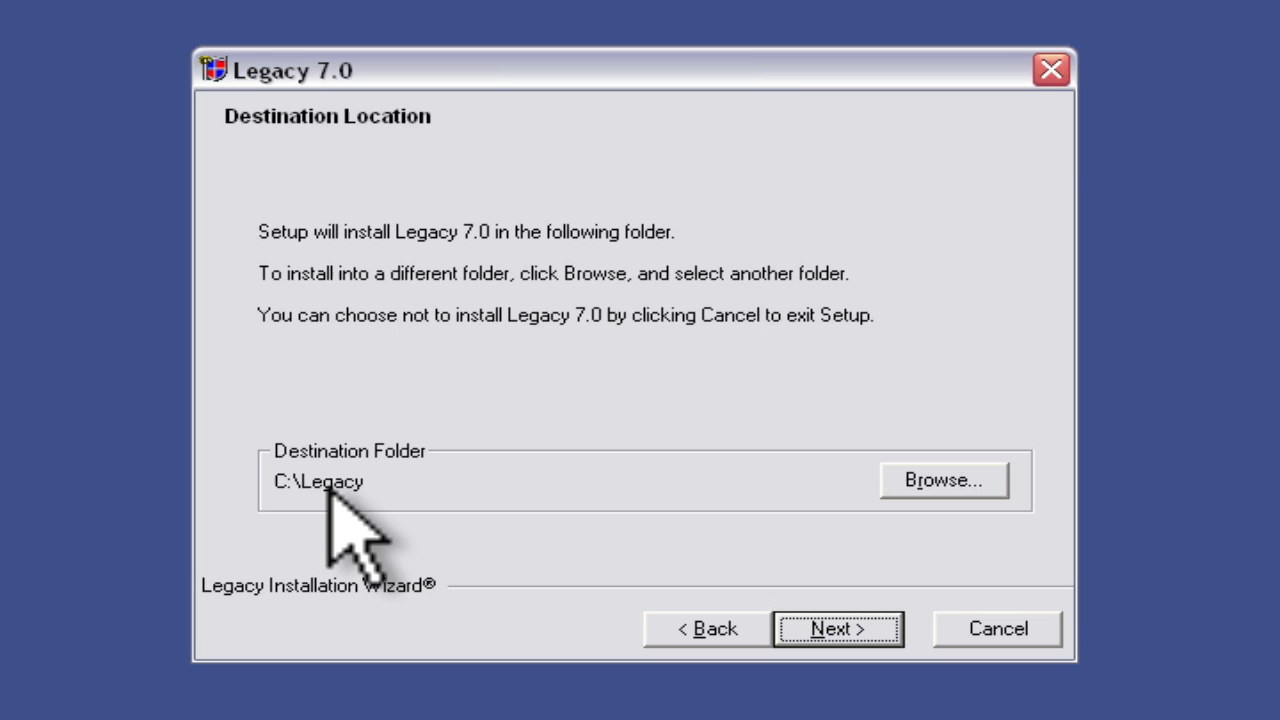 Legacy 7.0
Destination Location
Setup will install Legacy 7.0 in the following folder.
To install into a different folder, click Browse, and select another folder.
You can choose not to install Legacy 7.0 by clicking Cancel to exit Setup.
Destination Folder
C:\Legacy
Browse...
Legacy Installation Wizard®
< Back
Next >
Cancel